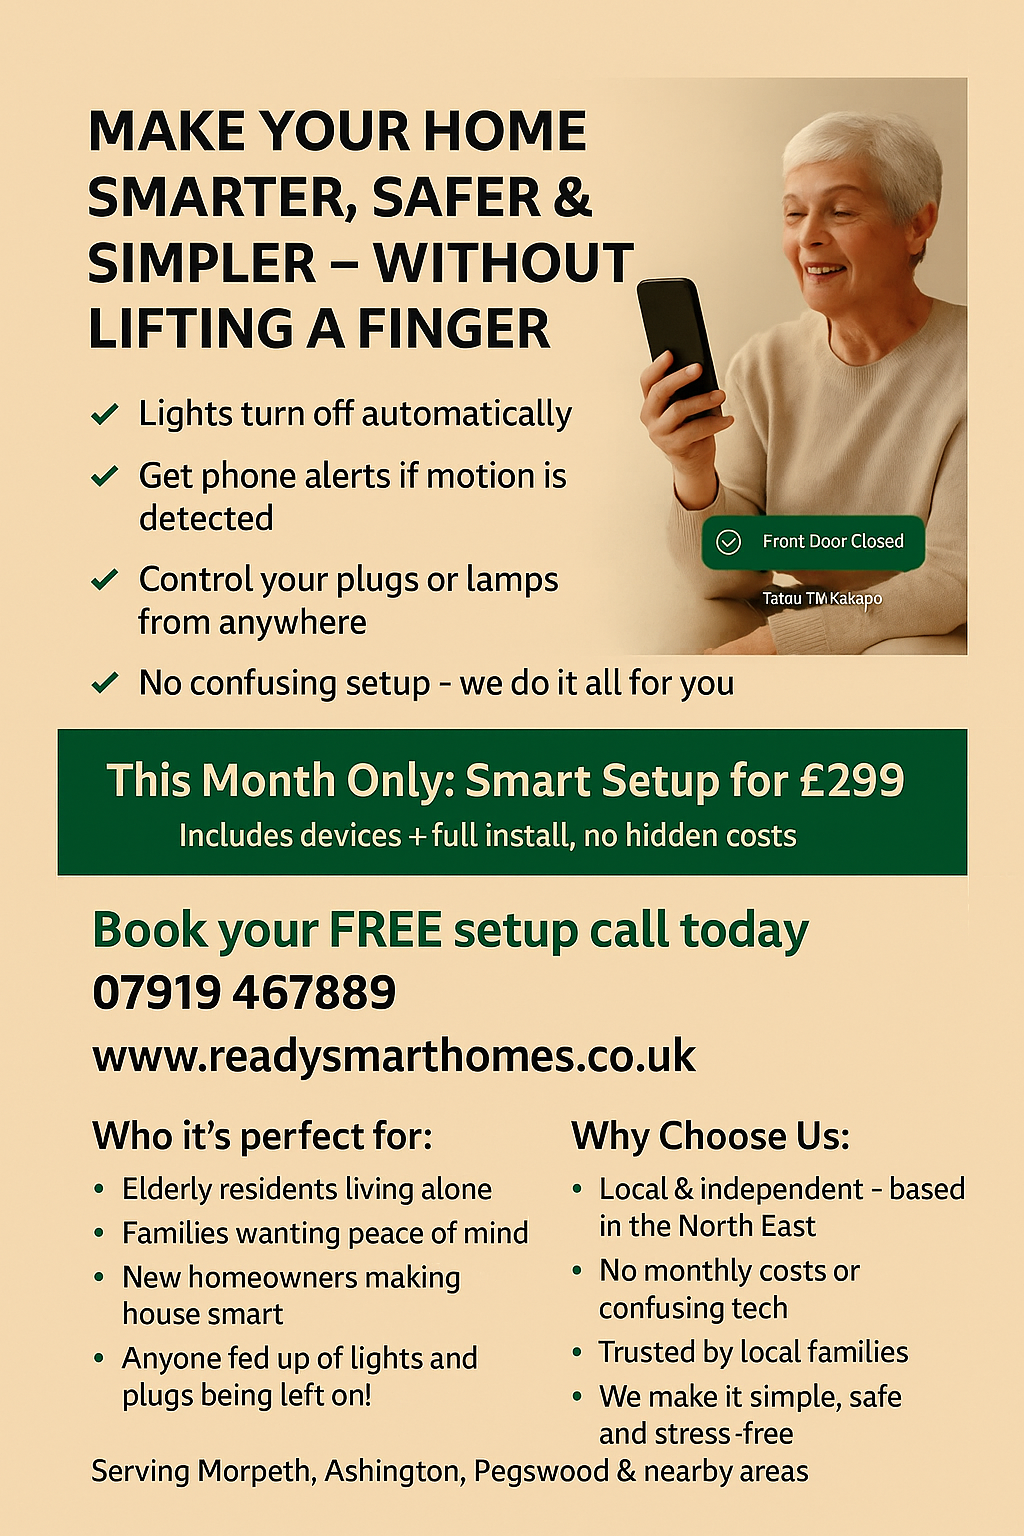 MAKE YOUR HOME
SMARTER, SAFER &
SIMPLER – WITHOUT
LIFTING A FINGER
Lights turn off automatically
Get phone alerts if motion is
detected
Control your plugs or lamps
from anywhere
No confusing setup - we do it all for you
Front Door Closed
Tatau TM Kakapo
This Month Only: Smart Setup for £299
Includes devices + full install, no hidden costs
Book your FREE setup call today
07919 467889
www.readysmarthomes.co.uk
Who it’s perfect for:
• Elderly residents living alone
• Families wanting peace of mind
• New homeowners making
house smart
• Anyone fed up of lights and
plugs being left on!
Why Choose Us:
• Local & independent – based
in the North East
• No monthly costs or
confusing tech
• Trusted by local families
• We make it simple, safe
and stress-free
Serving Morpeth, Ashington, Pegswood & nearby areas